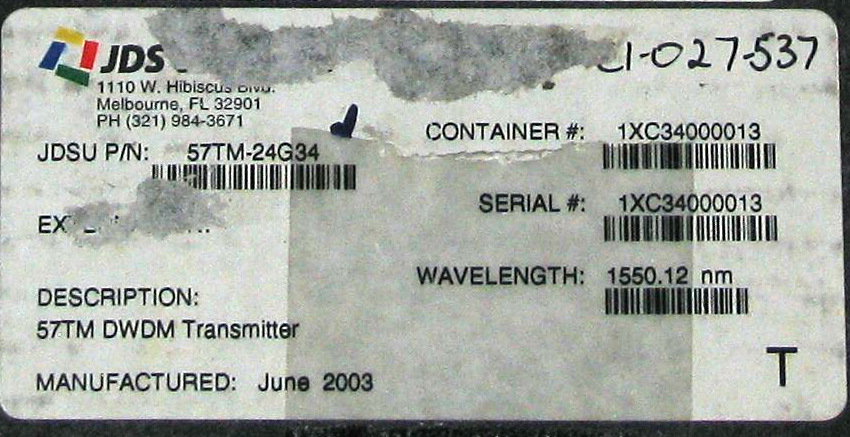 JDS
1110 W. Hibiscus Blvd.
Melbourne, FL 32901
PH (321) 984-3671
1-027-537
JDSU P/N: 57TM-24G34
CONTAINER #: 1XC34000013
SERIAL #: 1XC34000013
WAVELENGTH: 1550.12 nm
DESCRIPTION:
57TM DWDM Transmitter
MANUFACTURED: June 2003
T